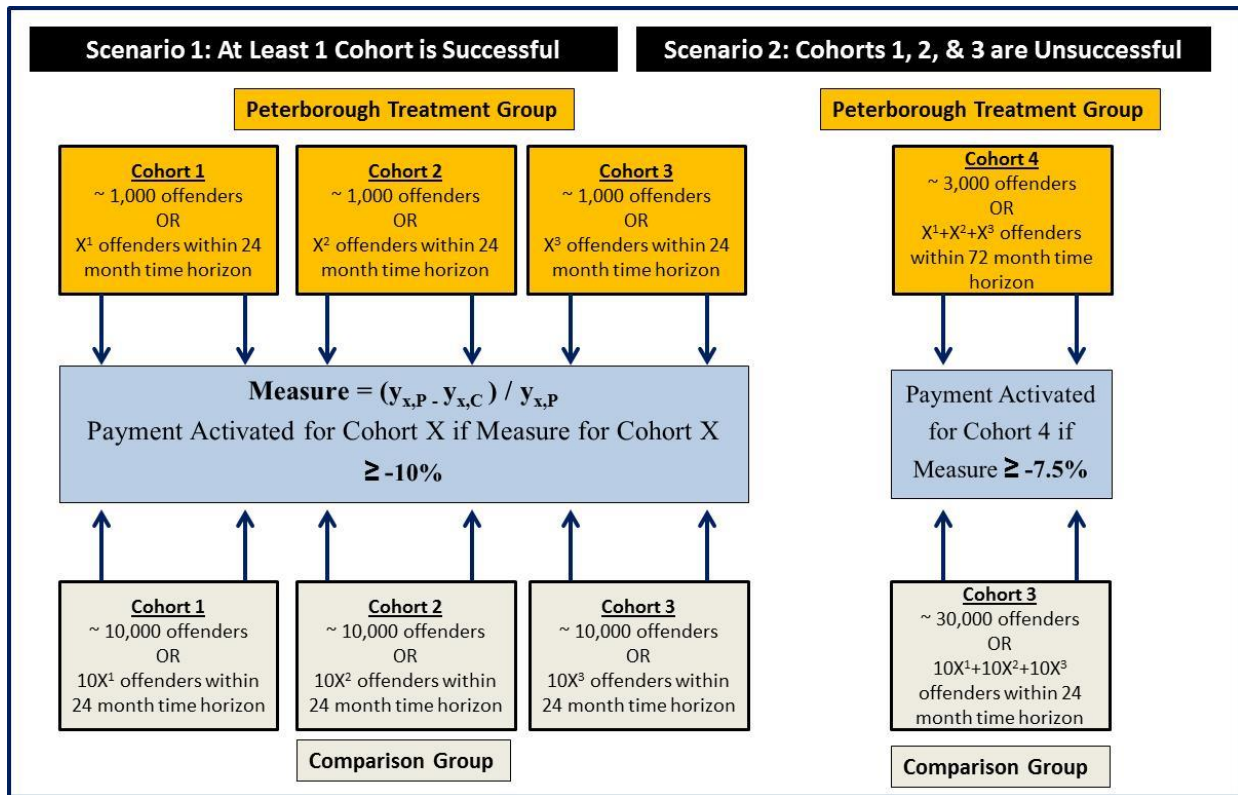 Scenario 1: At Least 1 Cohort is Successful
Scenario 2: Cohorts 1, 2, & 3 are Unsuccessful
Peterborough Treatment Group
Cohort 1
~ 1,000 offenders
OR
X¹ offenders within 24
month time horizon
Cohort 2
~ 1,000 offenders
OR
X² offenders within 24
month time horizon
Cohort 3
~ 1,000 offenders
OR
X³ offenders within 24
month time horizon
Measure = (y_x,P - y_x,C) / y_x,P
Payment Activated for Cohort X if Measure for Cohort X
≥ -10%
Cohort 1
~ 10,000 offenders
OR
10X¹ offenders within
24 month time horizon
Cohort 2
~ 10,000 offenders
OR
10X² offenders within
24 month time horizon
Cohort 3
~ 10,000 offenders
OR
10X³ offenders within
24 month time horizon
Comparison Group
Peterborough Treatment Group
Cohort 4
~ 3,000 offenders
OR
X¹+X²+X³ offenders
within 72 month time
horizon
Payment Activated
for Cohort 4 if
Measure ≥ -7.5%
Cohort 3
~ 30,000 offenders
OR
10X¹+10X²+10X³
offenders within 24
month time horizon
Comparison Group